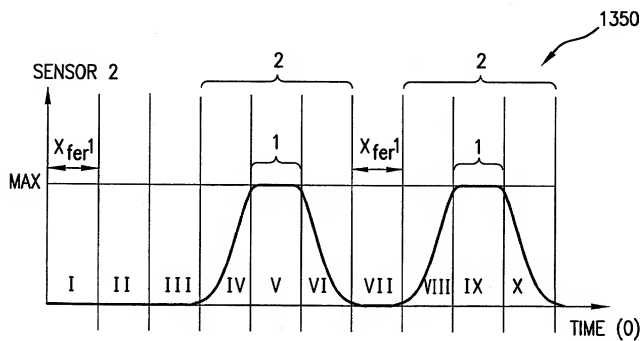 1350
SENSOR 2
2
2
Xfer1
1
Xfer1
1
MAX
I II III IV V VI VII VIII IX X
TIME (0)